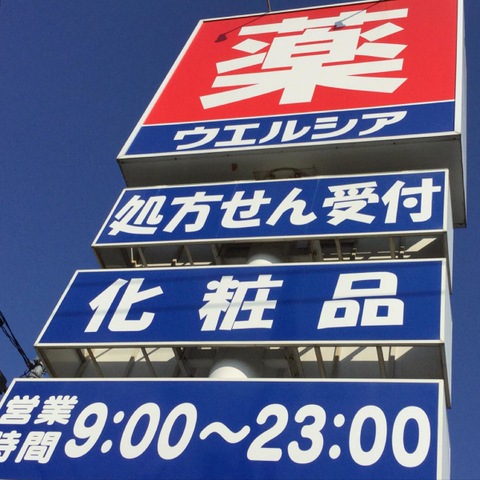 薬
ウエルシア
処方せん受付
化粧品
営業
時間 9:00～23:00